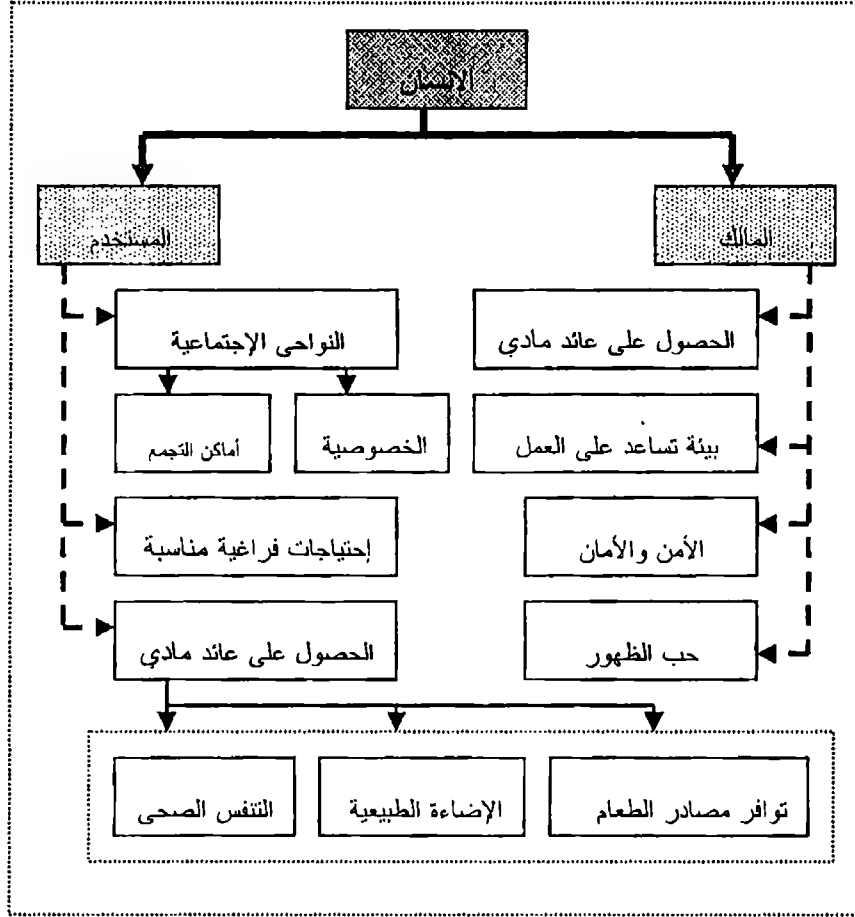 الإنسان
المالك
المستخدم
الحصول على عائد مادي
النواحى الإجتماعية
بيئة تساعد على العمل
الخصوصية
أماكن التجمع
الأمن والأمان
إحتياجات فراغية مناسبة
حب الظهور
الحصول على عائد مادي
توافر مصادر الطعام
الإضاءة الطبيعية
التنفس الصحى